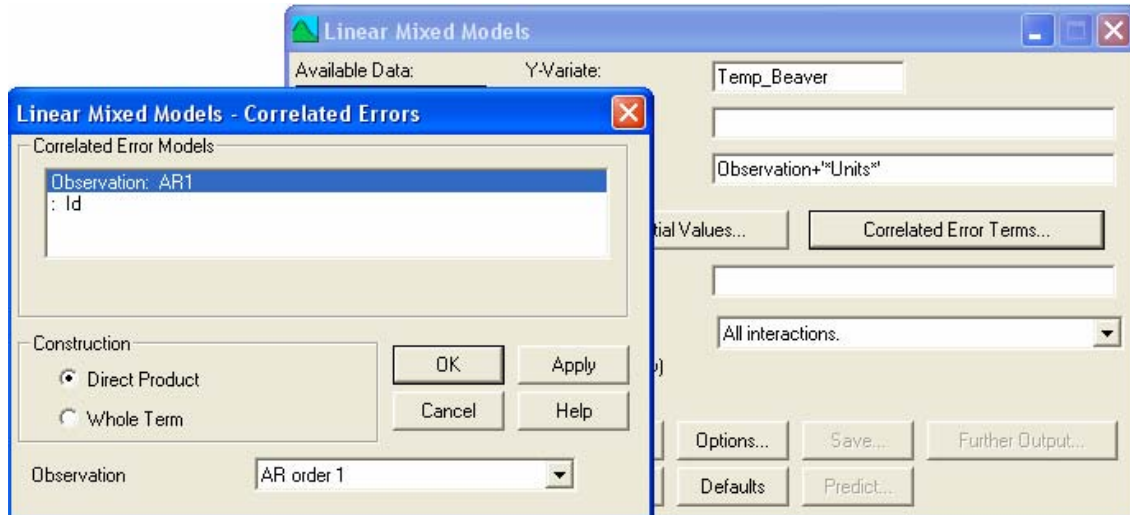 Linear Mixed Models
Available Data:
Y-Variate:
Temp_Beaver
Observation+'*Units*'
tial Values...
Correlated Error Terms...
All interactions.
Options...
Save...
Further Output...
Defaults
Predict...
Linear Mixed Models - Correlated Errors
Correlated Error Models
Observation: AR1
: Id
Construction
Direct Product
Whole Term
OK
Apply
Cancel
Help
Observation
AR order 1